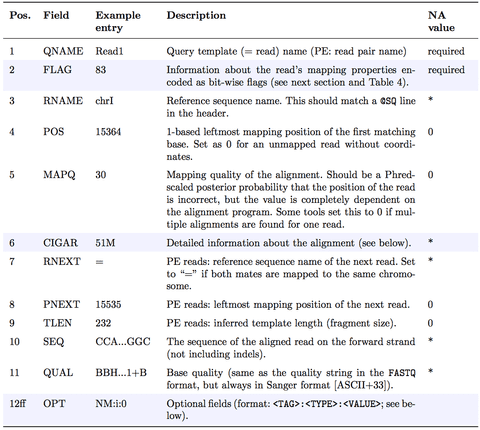 Pos. Field Example entry Description NA value
1 QNAME Read1 Query template (= read) name (PE: read pair name) required
2 FLAG 83 Information about the read's mapping properties en-
coded as bit-wise flags (see next section and Table 4). required
3 RNAME chrI Reference sequence name. This should match a @SQ line *
in the header.
4 POS 15364 1-based leftmost mapping position of the first matching 0
base. Set as 0 for an unmapped read without coordi-
nates.
5 MAPQ 30 Mapping quality of the alignment. Should be a Phred- 0
scaled posterior probability that the position of the read
is incorrect, but the value is completely dependent on
the alignment program. Some tools set this to 0 if mul-
tiple alignments are found for one read.
6 CIGAR 51M Detailed information about the alignment (see below). *
7 RNEXT = PE reads: reference sequence name of the next read. Set *
to "=" if both mates are mapped to the same chromo-
some.
8 PNEXT 15535 PE reads: leftmost mapping position of the next read. 0
9 TLEN 232 PE reads: inferred template length (fragment size). 0
10 SEQ CCA...GGC The sequence of the aligned read on the forward strand *
(not including indels).
11 QUAL BBH...1+B Base quality (same as the quality string in the FASTQ *
format, but always in Sanger format [ASCII+33]).
12ff OPT NM:i:0 Optional fields (format: <TAG>:<TYPE>:<VALUE>; see be-
low).